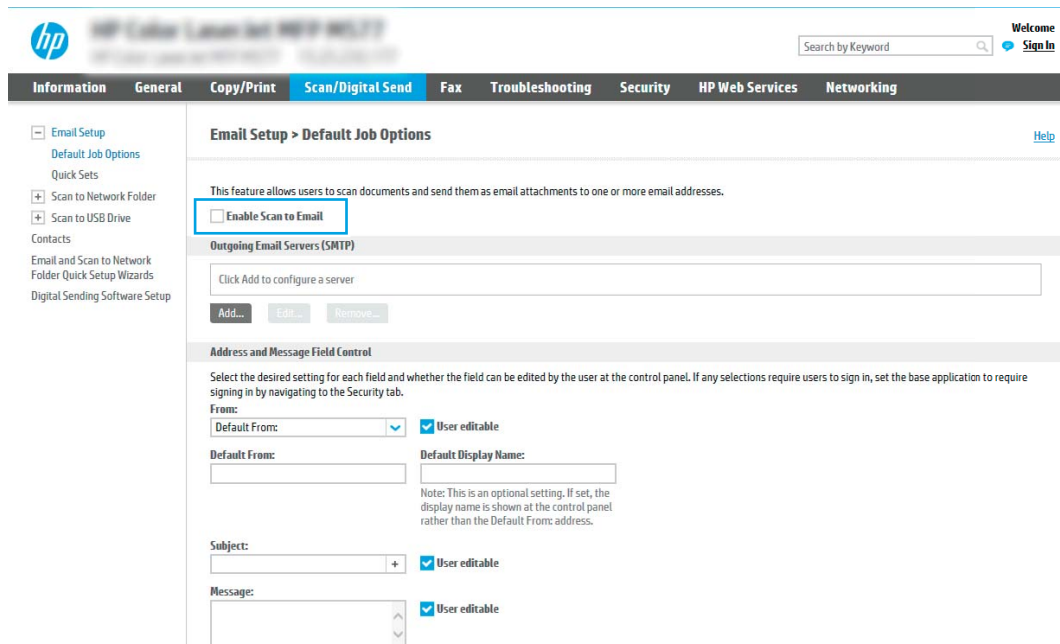 hp
Welcome
Search by Keyword
Sign In
Information General Copy/Print Scan/Digital Send Fax Troubleshooting Security HP Web Services Networking
Email Setup
Default Job Options
Quick Sets
Scan to Network Folder
Scan to USB Drive
Contacts
Email and Scan to Network
Folder Quick Setup Wizards
Digital Sending Software Setup
Email Setup > Default Job Options
Help
This feature allows users to scan documents and send them as email attachments to one or more email addresses.
Enable Scan to Email
Outgoing Email Servers (SMTP)
Click Add to configure a server
Add... Edit... Remove...
Address and Message Field Control
Select the desired setting for each field and whether the field can be edited by the user at the control panel. If any selections require users to sign in, set the base application to require
signing in by navigating to the Security tab.
From:
Default From: User editable
Default From: Default Display Name:
Note: This is an optional setting. If set, the
display name is shown at the control panel
rather than the Default From: address.
Subject:
+ User editable
Message:
User editable